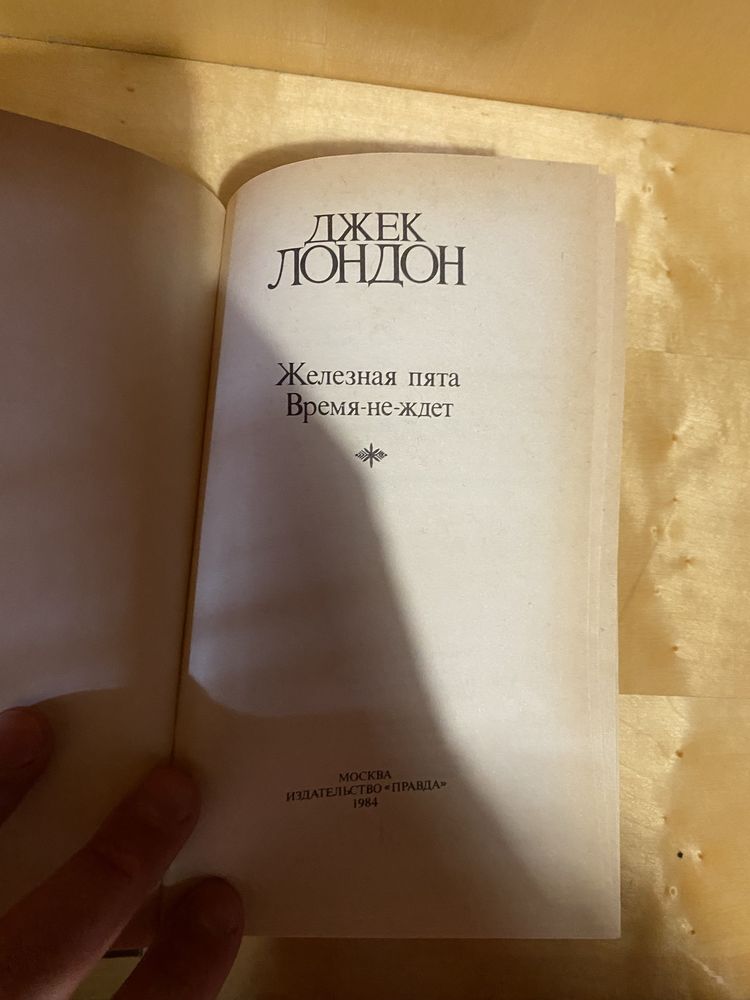 ДЖЕК
ЛОНДОН
Железная пята
Время-не-ждет
МОСКВА
ИЗДАТЕЛЬСТВО «ПРАВДА»
1984